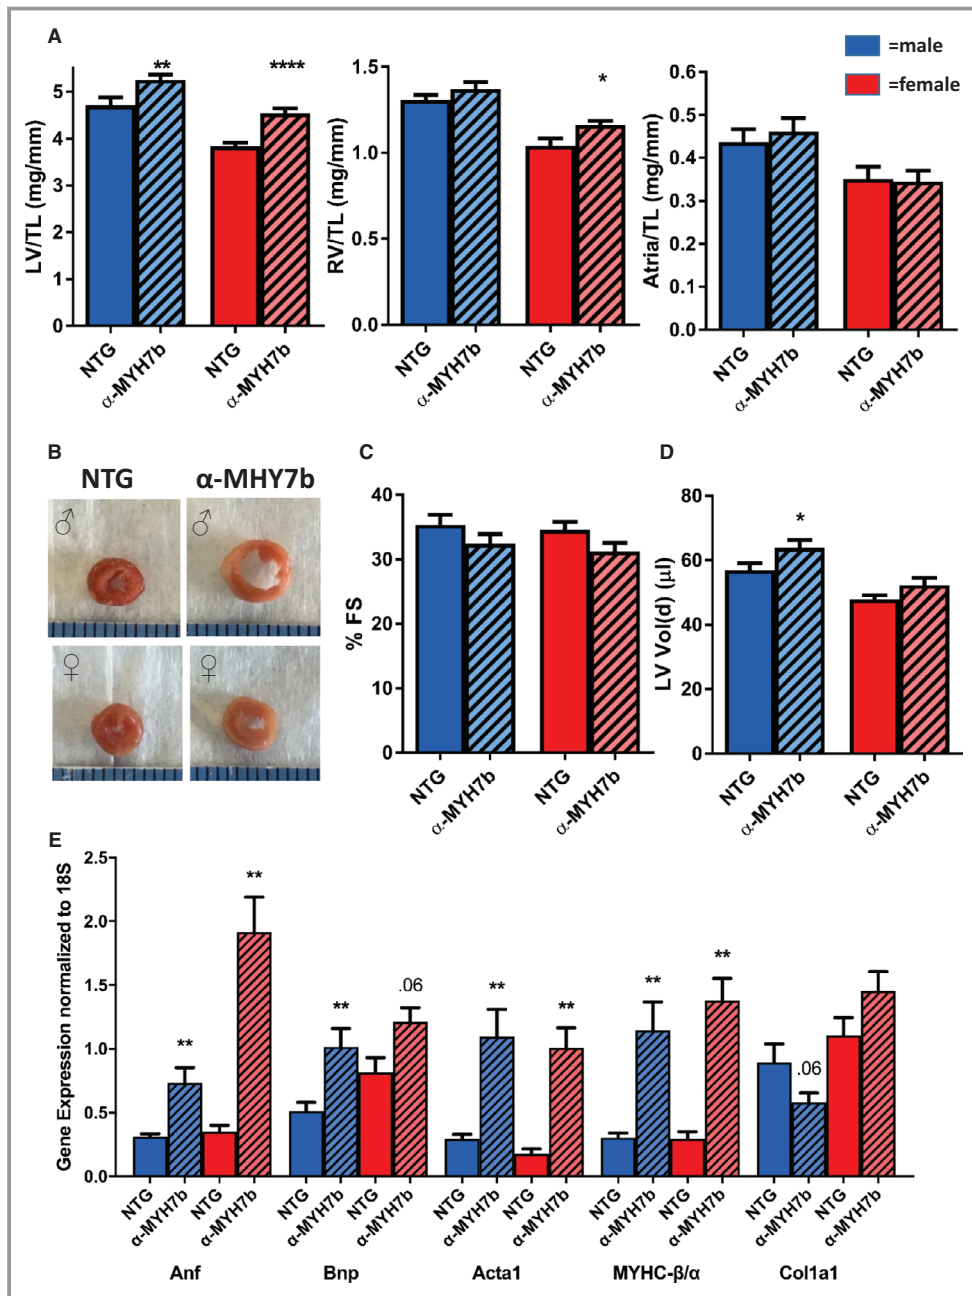 A
=male
=female
** ****
LV/TL (mg/mm)
5
4
3
2
1
0
NTG
α-MYH7b
NTG
α-MYH7b
*
RV/TL (mg/mm)
1.5
1.0
0.5
0.0
NTG
α-MYH7b
NTG
α-MYH7b
Atria/TL (mg/mm)
0.6
0.5
0.4
0.3
0.2
0.1
0.0
NTG
α-MYH7b
NTG
α-MYH7b
B
NTG α-MHY7b
♂ ♂
♀ ♀
C
% FS
40
30
20
10
0
NTG
α-MYH7b
NTG
α-MYH7b
D
*
LV Vol(d) (μl)
80
60
40
20
0
NTG
α-MYH7b
NTG
α-MYH7b
E
Gene Expression normalized to 18S
2.5
2.0
1.5
1.0
0.5
0.0
** ** ** .06 ** ** ** ** .06
NTG α-MYH7b NTG α-MYH7b NTG α-MYH7b NTG α-MYH7b NTG α-MYH7b NTG α-MYH7b NTG α-MYH7b NTG α-MYH7b NTG α-MYH7b NTG α-MYH7b
Anf Bnp Acta1 MYHC-β/α Col1a1